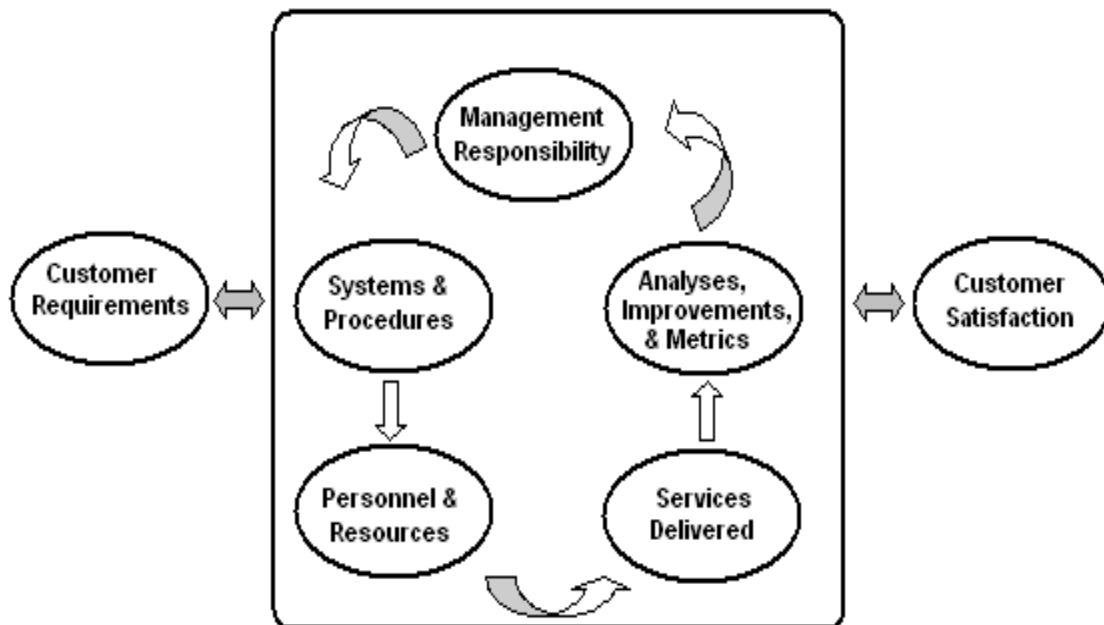 Management
Responsibility
Customer
Requirements
Systems &
Procedures
Analyses,
Improvements,
& Metrics
Customer
Satisfaction
Personnel &
Resources
Services
Delivered